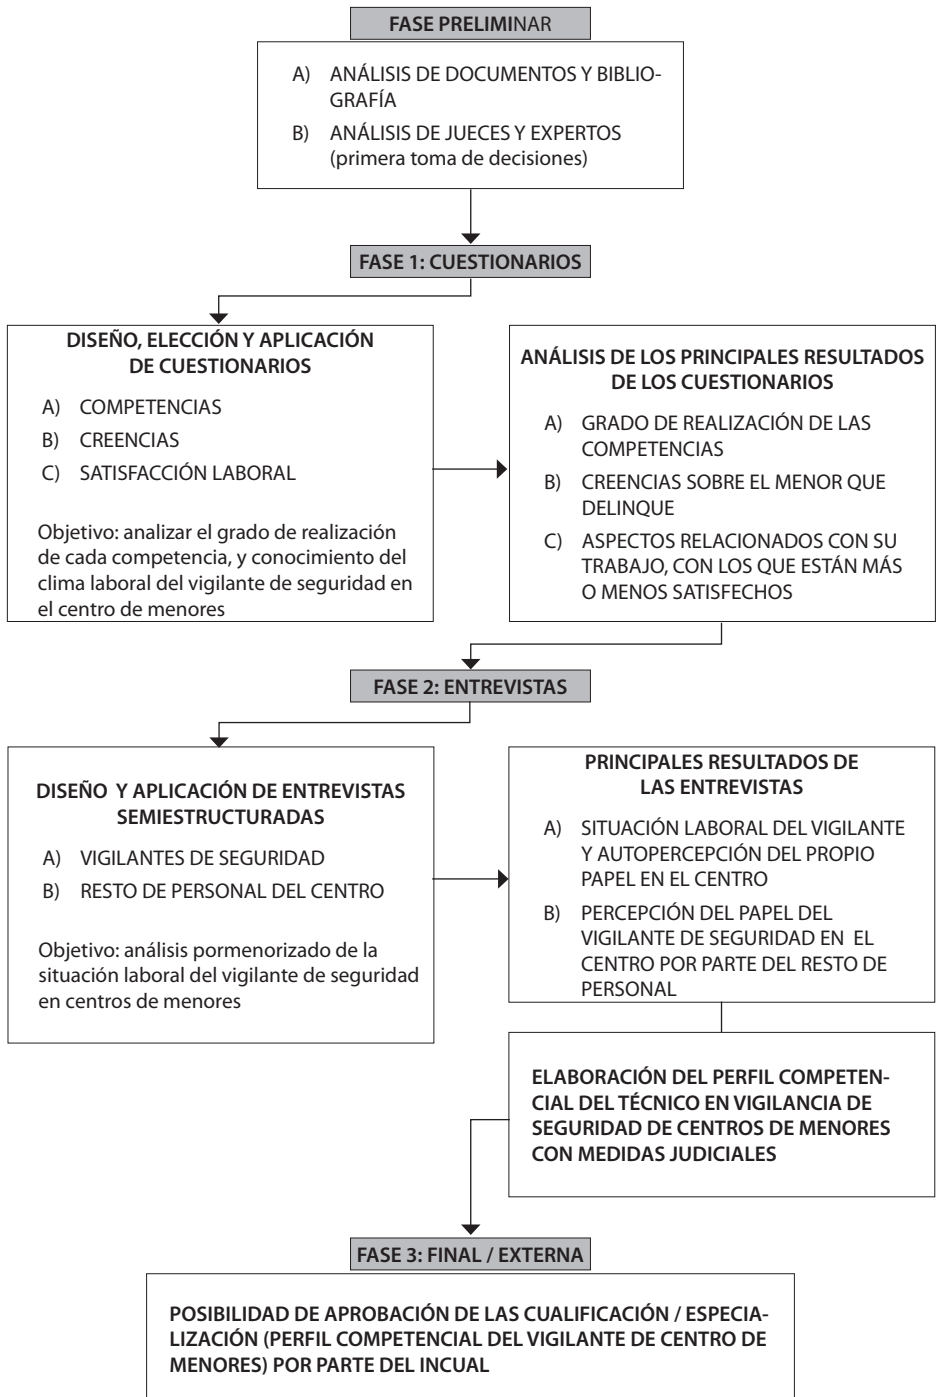 FASE PRELIMINAR
A) ANÁLISIS DE DOCUMENTOS Y BIBLIO-
GRAFÍA
B) ANÁLISIS DE JUECES Y EXPERTOS
(primera toma de decisiones)
FASE 1: CUESTIONARIOS
DISEÑO, ELECCIÓN Y APLICACIÓN
DE CUESTIONARIOS
A) COMPETENCIAS
B) CREENCIAS
C) SATISFACCIÓN LABORAL
Objetivo: analizar el grado de realización
de cada competencia, y conocimiento del
clima laboral del vigilante de seguridad en
el centro de menores
ANÁLISIS DE LOS PRINCIPALES RESULTADOS
DE LOS CUESTIONARIOS
A) GRADO DE REALIZACIÓN DE LAS
COMPETENCIAS
B) CREENCIAS SOBRE EL MENOR QUE
DELINQUE
C) ASPECTOS RELACIONADOS CON SU
TRABAJO, CON LOS QUE ESTÁN MÁS
O MENOS SATISFECHOS
FASE 2: ENTREVISTAS
DISEÑO Y APLICACIÓN DE ENTREVISTAS
SEMIESTRUCTURADAS
A) VIGILANTES DE SEGURIDAD
B) RESTO DE PERSONAL DEL CENTRO
Objetivo: análisis pormenorizado de la
situación laboral del vigilante de seguridad
en centros de menores
PRINCIPALES RESULTADOS DE
LAS ENTREVISTAS
A) SITUACIÓN LABORAL DEL VIGILANTE
Y AUTOPERCEPCIÓN DEL PROPIO
PAPEL EN EL CENTRO
B) PERCEPCIÓN DEL PAPEL DEL
VIGILANTE DE SEGURIDAD EN EL
CENTRO POR PARTE DEL RESTO DE
PERSONAL
ELABORACIÓN DEL PERFIL COMPETEN-
CIAL DEL TÉCNICO EN VIGILANCIA DE
SEGURIDAD DE CENTROS DE MENORES
CON MEDIDAS JUDICIALES
FASE 3: FINAL / EXTERNA
POSIBILIDAD DE APROBACIÓN DE LAS CUALIFICACIÓN / ESPECIA-
LIZACIÓN (PERFIL COMPETENCIAL DEL VIGILANTE DE CENTRO DE
MENORES) POR PARTE DEL INCUAL